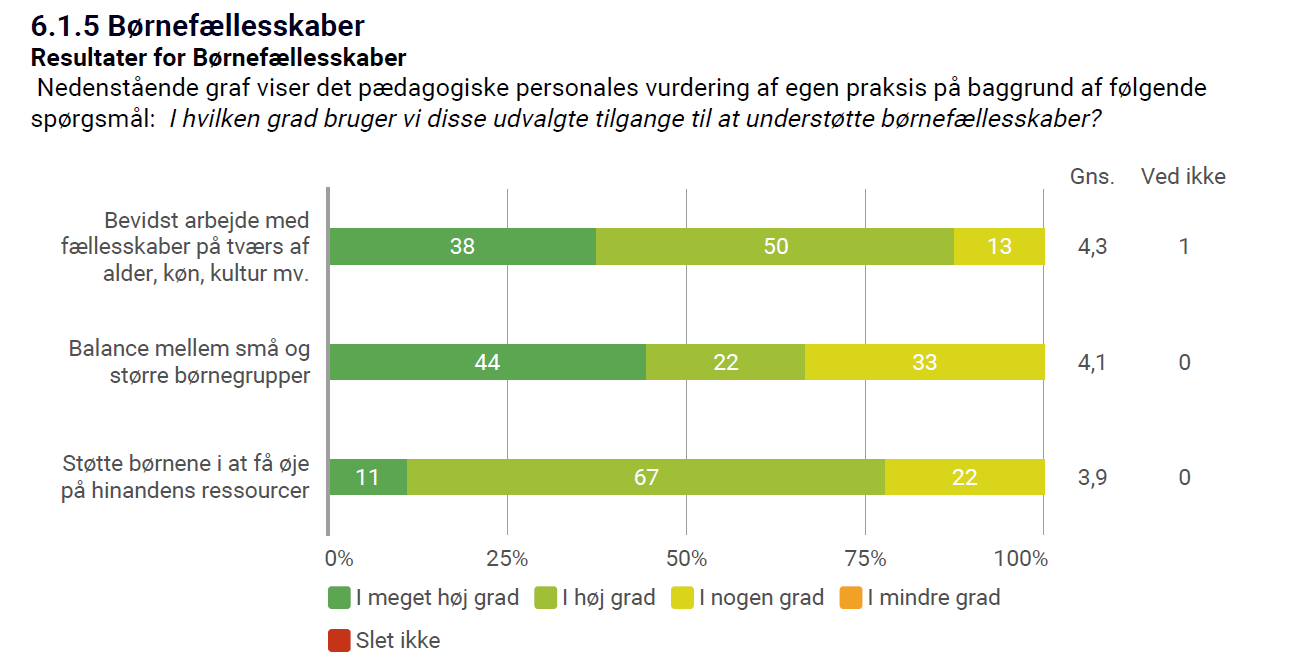 6.1.5 Børnefællesskaber
Resultater for Børnefællesskaber
Nedenstående graf viser det pædagogiske personales vurdering af egen praksis på baggrund af følgende
spørgsmål: I hvilken grad bruger vi disse udvalgte tilgange til at understøtte børnefællesskaber?
Gns. Ved ikke
Bevidst arbejde med
fællesskaber på tværs af
alder, køn, kultur mv.
38 50 13 4,3 1
Balance mellem små og
større børnegrupper
44 22 33 4,1 0
Støtte børnene i at få øje
på hinandens ressourcer
11 67 22 3,9 0
0% 25% 50% 75% 100%
I meget høj grad I høj grad I nogen grad I mindre grad
Slet ikke